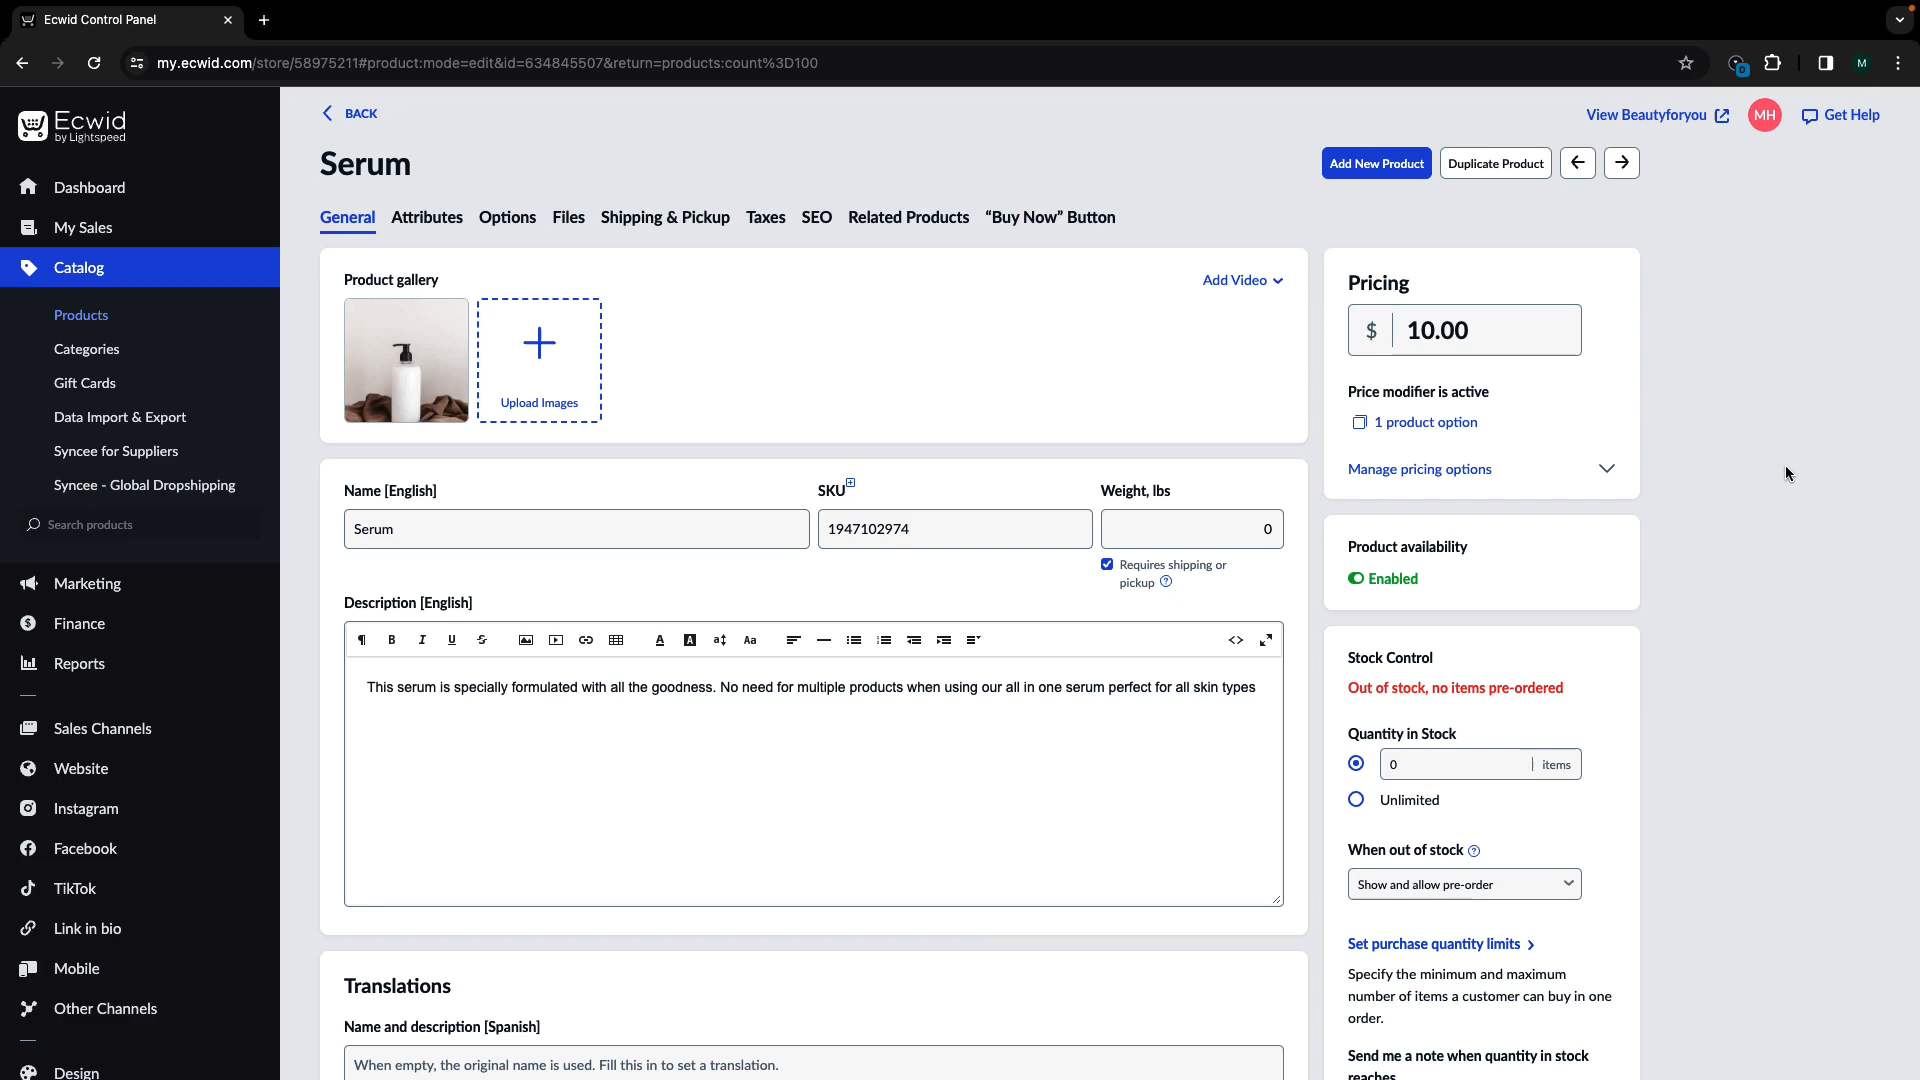 Ecwid Control Panel
my.ecwid.com/store/58975211#product:mode=edit&id=634845507&return=products:count%3D100
D
M
Ecwid
by Lightspeed
BACK
View Beautyforyou
MH
Get Help
Serum
Add New Product
Duplicate Product
General Attributes Options Files Shipping & Pickup Taxes SEO Related Products “Buy Now” Button
Dashboard
My Sales
Catalog
Products
Categories
Gift Cards
Data Import & Export
Syncee for Suppliers
Syncee - Global Dropshipping
Search products
Marketing
Finance
Reports
Sales Channels
Website
Instagram
Facebook
TikTok
Link in bio
Mobile
Other Channels
Design
Product gallery
Add Video
Upload Images
Name [English]
Serum
SKU
1947102974
Weight, lbs
0
Requires shipping or
pickup
Description [English]
This serum is specially formulated with all the goodness. No need for multiple products when using our all in one serum perfect for all skin types
Translations
Name and description [Spanish]
When empty, the original name is used. Fill this in to set a translation.
Pricing
$ 10.00
Price modifier is active
1 product option
Manage pricing options
Product availability
Enabled
Stock Control
Out of stock, no items pre-ordered
Quantity in Stock
0 items
Unlimited
When out of stock
Show and allow pre-order
Set purchase quantity limits
Specify the minimum and maximum
number of items a customer can buy in one
order.
Send me a note when quantity in stock
reaches